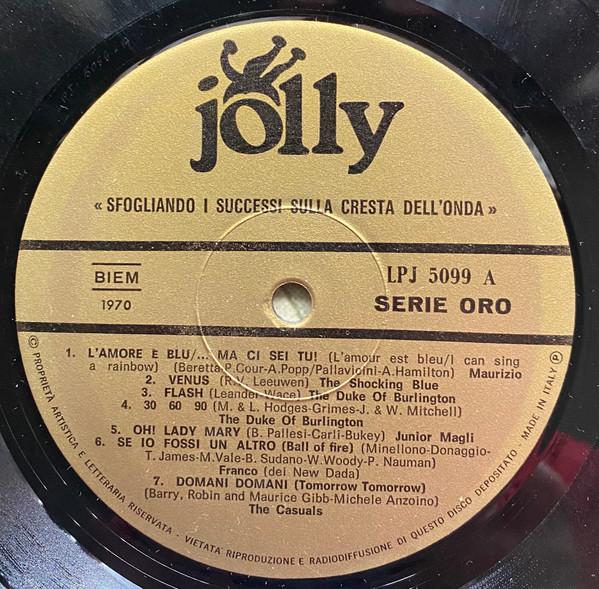 jolly
« SFOGLIANDO I SUCCESSI SULLA CRESTA DELL'ONDA »
BIEM
1970
LPJ 5099 A
SERIE ORO
1. L'AMORE E BLU/... MA CI SEI TU! (L'amour est bleu/I can sing
a rainbow) (Beretta-P.Cour-A.Popp/Pallavicini-A.Hamilton) Maurizio
2. VENUS (R.V. Leeuwen) The Shocking Blue
3. FLASH (Leander-Wace) The Duke Of Burlington
4. 30 60 90 (M. & L. Hodges-Grimes-J. & W. Mitchell)
The Duke Of Burlington
5. OH! LADY MARY (B. Pallesi-Carli-Bukey) Junior Magli
6. SE IO FOSSI UN ALTRO (Ball of fire) (Minellono-Donaggio-
T. James-M.Vale-B. Sudano-W.Woody-P. Nauman)
Franco (dei New Dada)
7. DOMANI DOMANI (Tomorrow Tomorrow)
(Barry, Robin and Maurice Gibb-Michele Anzoino)
The Casuals
© PROPRIETÀ ARTISTICA E LETTERARIA RISERVATA - VIETATA RIPRODUZIONE E RADIODIFFUSIONE DI QUESTO DISCO DEPOSITATO - MADE IN ITALY ℗